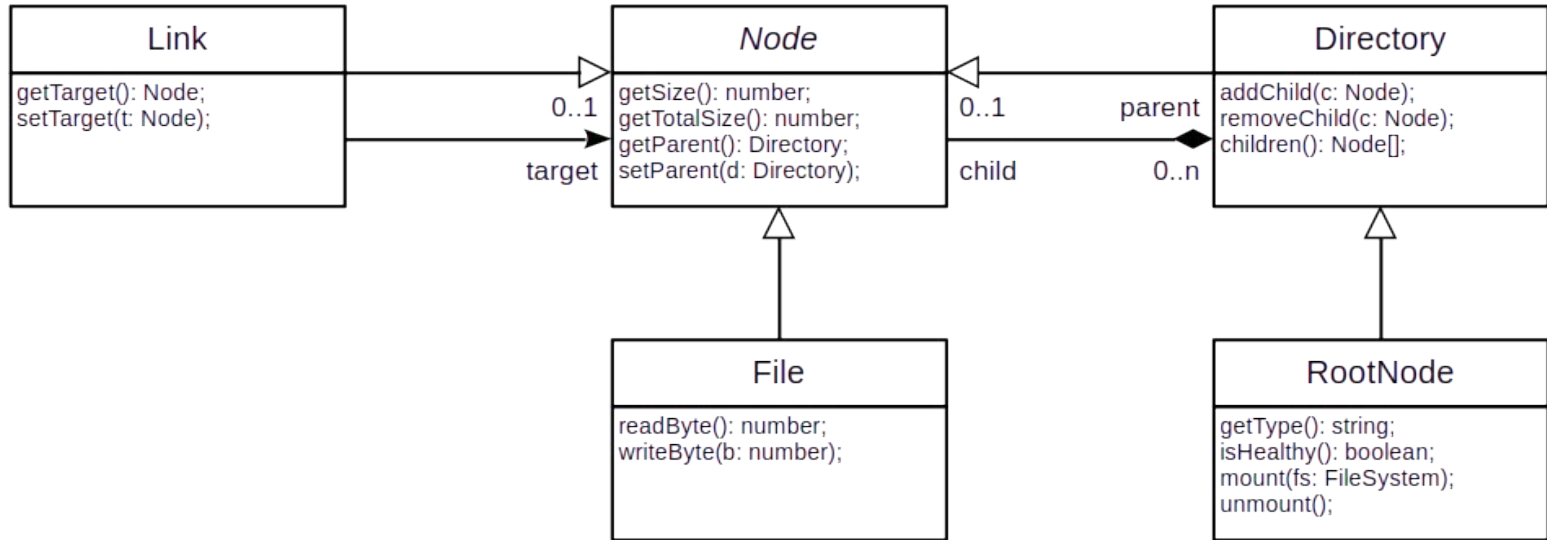 Link
getTarget(): Node;
setTarget(t: Node);
0..1
target
Node
getSize(): number;
getTotalSize(): number;
getParent(): Directory;
setParent(d: Directory);
0..1
parent
child
0..n
Directory
addChild(c: Node);
removeChild(c: Node);
children(): Node[];
File
readByte(): number;
writeByte(b: number);
RootNode
getType(): string;
isHealthy(): boolean;
mount(fs: FileSystem);
unmount();